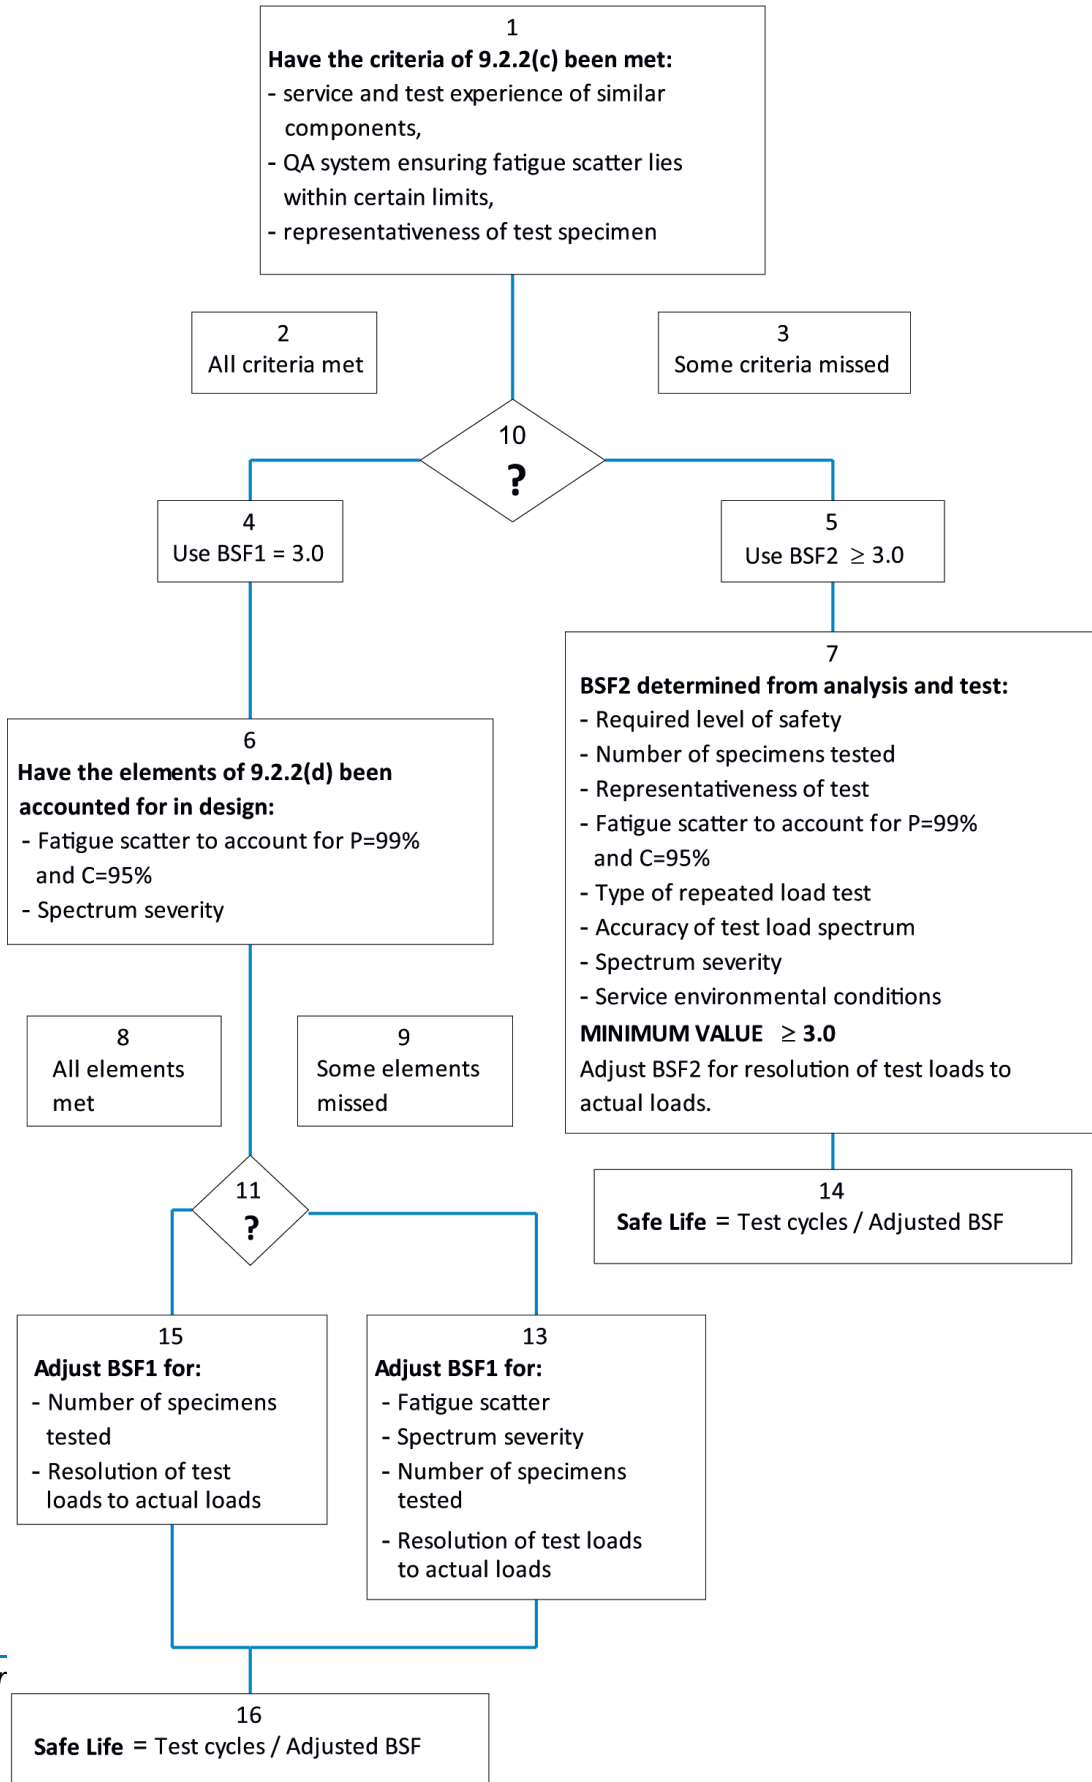 1
Have the criteria of 9.2.2(c) been met:
- service and test experience of similar
components,
- QA system ensuring fatigue scatter lies
within certain limits,
- representativeness of test specimen
2
All criteria met
3
Some criteria missed
10
?
4
Use BSF1 = 3.0
5
Use BSF2 ≥ 3.0
6
Have the elements of 9.2.2(d) been
accounted for in design:
- Fatigue scatter to account for P=99%
and C=95%
- Spectrum severity
7
BSF2 determined from analysis and test:
- Required level of safety
- Number of specimens tested
- Representativeness of test
- Fatigue scatter to account for P=99%
and C=95%
- Type of repeated load test
- Accuracy of test load spectrum
- Spectrum severity
- Service environmental conditions
MINIMUM VALUE ≥ 3.0
Adjust BSF2 for resolution of test loads to
actual loads.
8
All elements
met
9
Some elements
missed
11
?
14
Safe Life = Test cycles / Adjusted BSF
15
Adjust BSF1 for:
- Number of specimens
tested
- Resolution of test
loads to actual loads
13
Adjust BSF1 for:
- Fatigue scatter
- Spectrum severity
- Number of specimens
tested
- Resolution of test loads
to actual loads
16
Safe Life = Test cycles / Adjusted BSF